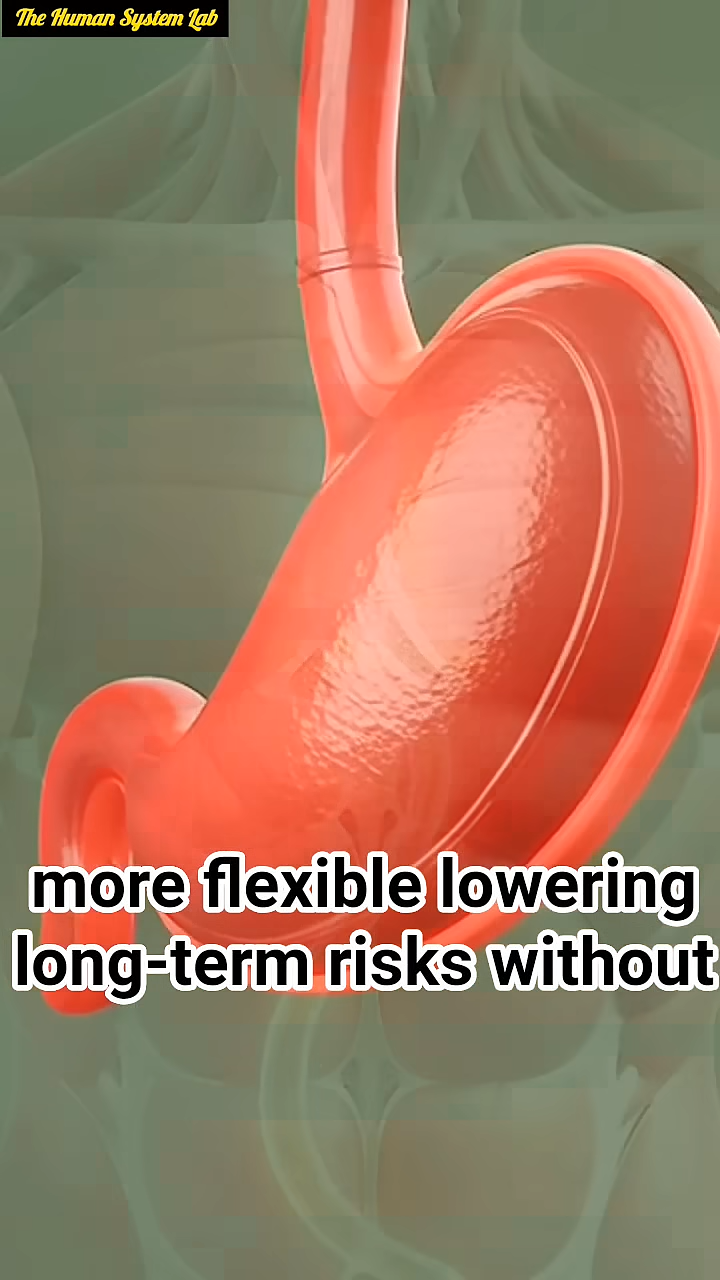 The Human System Lab
more flexible lowering
long-term risks without